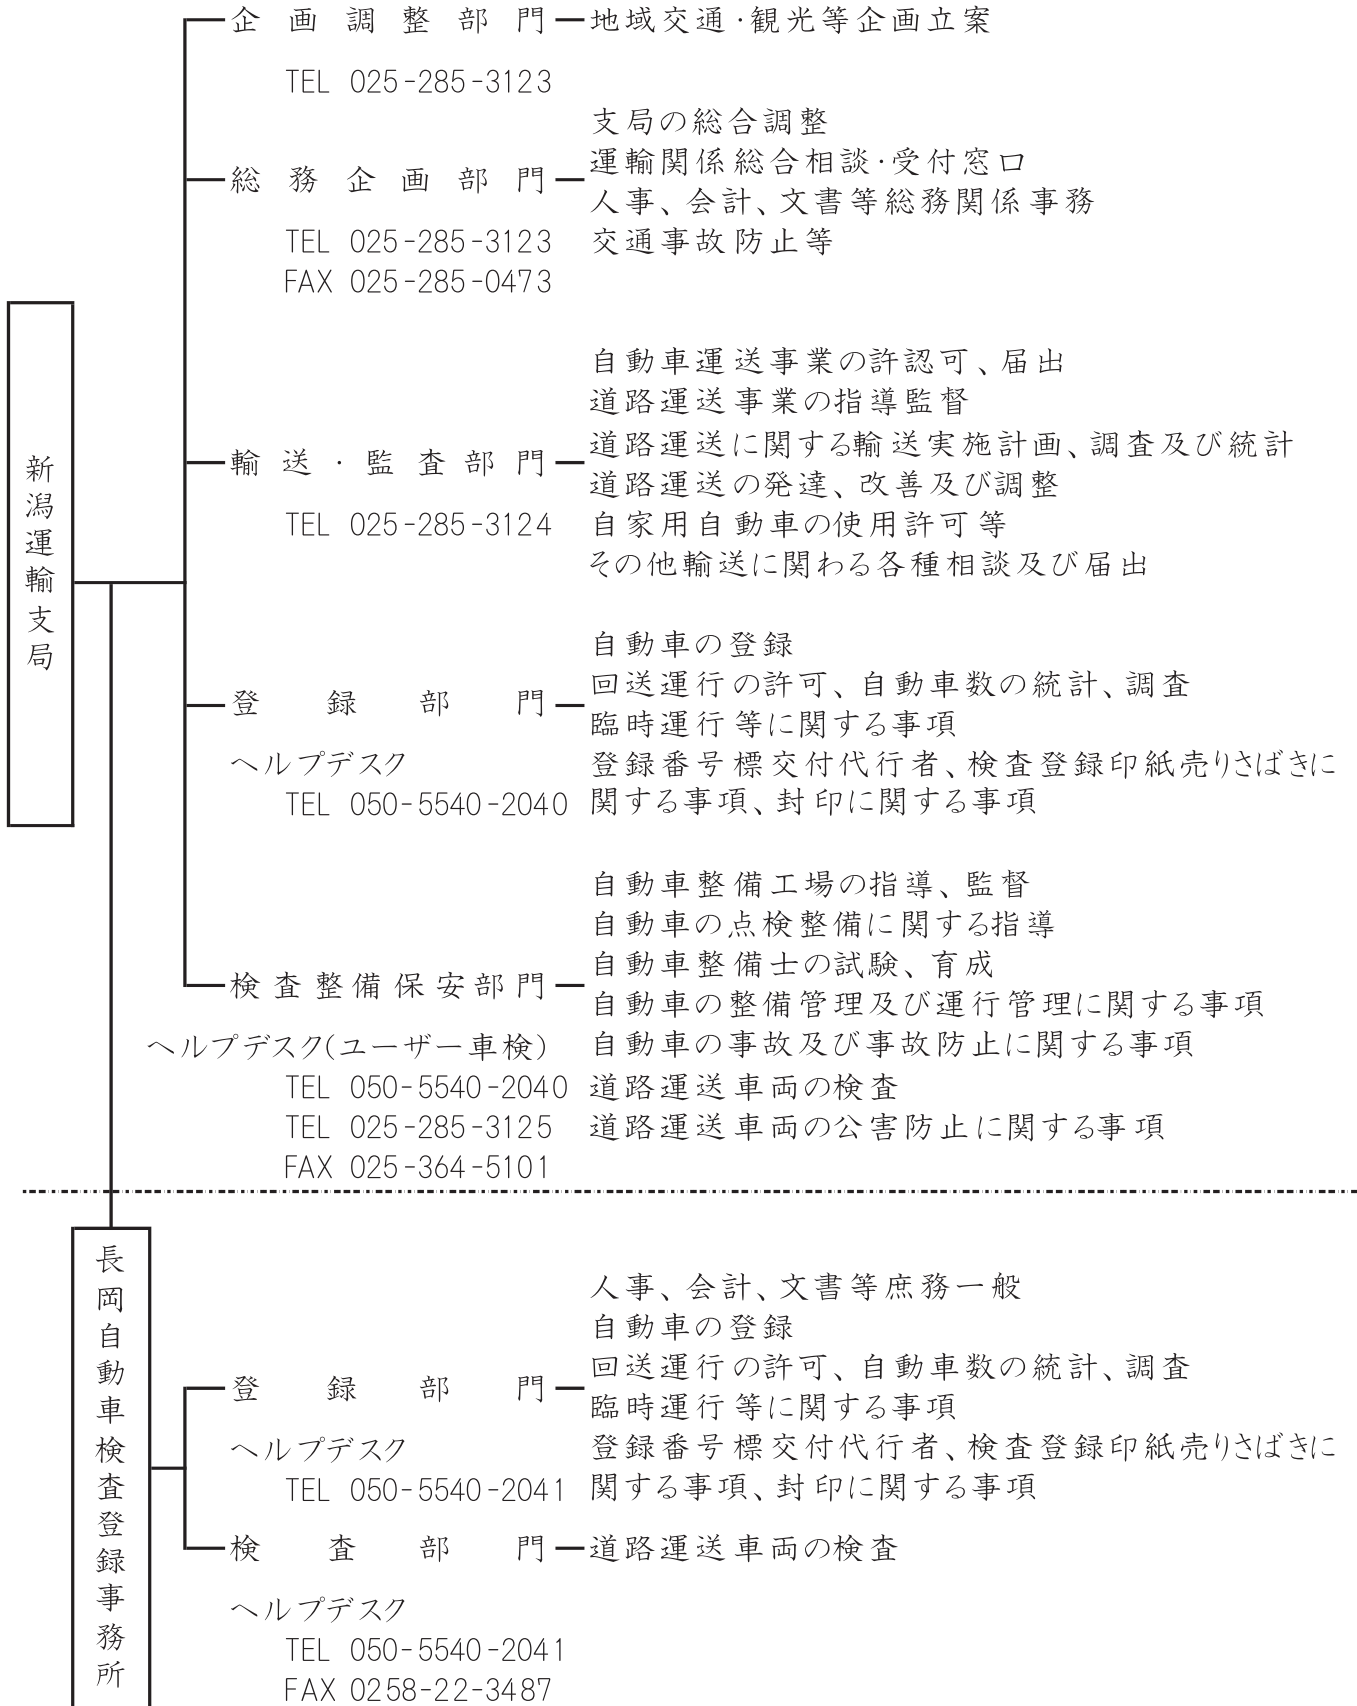 新潟運輸支局
企画調整部門
地域交通・観光等企画立案
TEL 025-285-3123
総務企画部門
支局の総合調整
運輸関係総合相談・受付窓口
人事、会計、文書等総務関係事務
交通事故防止等
TEL 025-285-3123
FAX 025-285-0473
輸送・監査部門
自動車運送事業の許認可、届出
道路運送事業の指導監督
道路運送に関する輸送実施計画、調査及び統計
道路運送の発達、改善及び調整
自家用自動車の使用許可等
その他輸送に関わる各種相談及び届出
TEL 025-285-3124
登録部門
自動車の登録
回送運行の許可、自動車数の統計、調査
臨時運行等に関する事項
登録番号標交付代行者、検査登録印紙売りさばきに
関する事項、封印に関する事項
ヘルプデスク
TEL 050-5540-2040
検査整備保安部門
自動車整備工場の指導、監督
自動車の点検整備に関する指導
自動車整備士の試験、育成
自動車の整備管理及び運行管理に関する事項
自動車の事故及び事故防止に関する事項
道路運送車両の検査
道路運送車両の公害防止に関する事項
ヘルプデスク(ユーザー車検)
TEL 050-5540-2040
TEL 025-285-3125
FAX 025-364-5101
長岡自動車検査登録事務所
登録部門
人事、会計、文書等庶務一般
自動車の登録
回送運行の許可、自動車数の統計、調査
臨時運行等に関する事項
登録番号標交付代行者、検査登録印紙売りさばきに
関する事項、封印に関する事項
ヘルプデスク
TEL 050-5540-2041
検査部門
道路運送車両の検査
ヘルプデスク
TEL 050-5540-2041
FAX 0258-22-3487